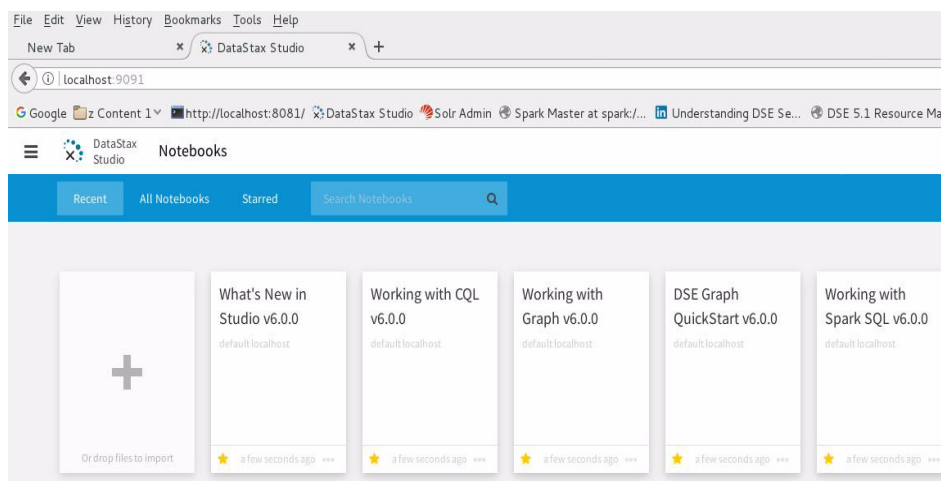 File Edit View History Bookmarks Tools Help
New Tab × DataStax Studio × +
localhost:9091
Google z Content 1 http://localhost:8081/ DataStax Studio Solr Admin Spark Master at spark:/... Understanding DSE Se... DSE 5.1 Resource Ma
DataStax
Studio
Notebooks
Recent All Notebooks Starred Search Notebooks
What's New in
Studio v6.0.0
default localhost
Working with CQL
v6.0.0
default localhost
Working with
Graph v6.0.0
default localhost
DSE Graph
QuickStart v6.0.0
default localhost
Working with
Spark SQL v6.0.0
default localhost
Or drop files to import
a few seconds ago
a few seconds ago
a few seconds ago
a few seconds ago
a few seconds ago